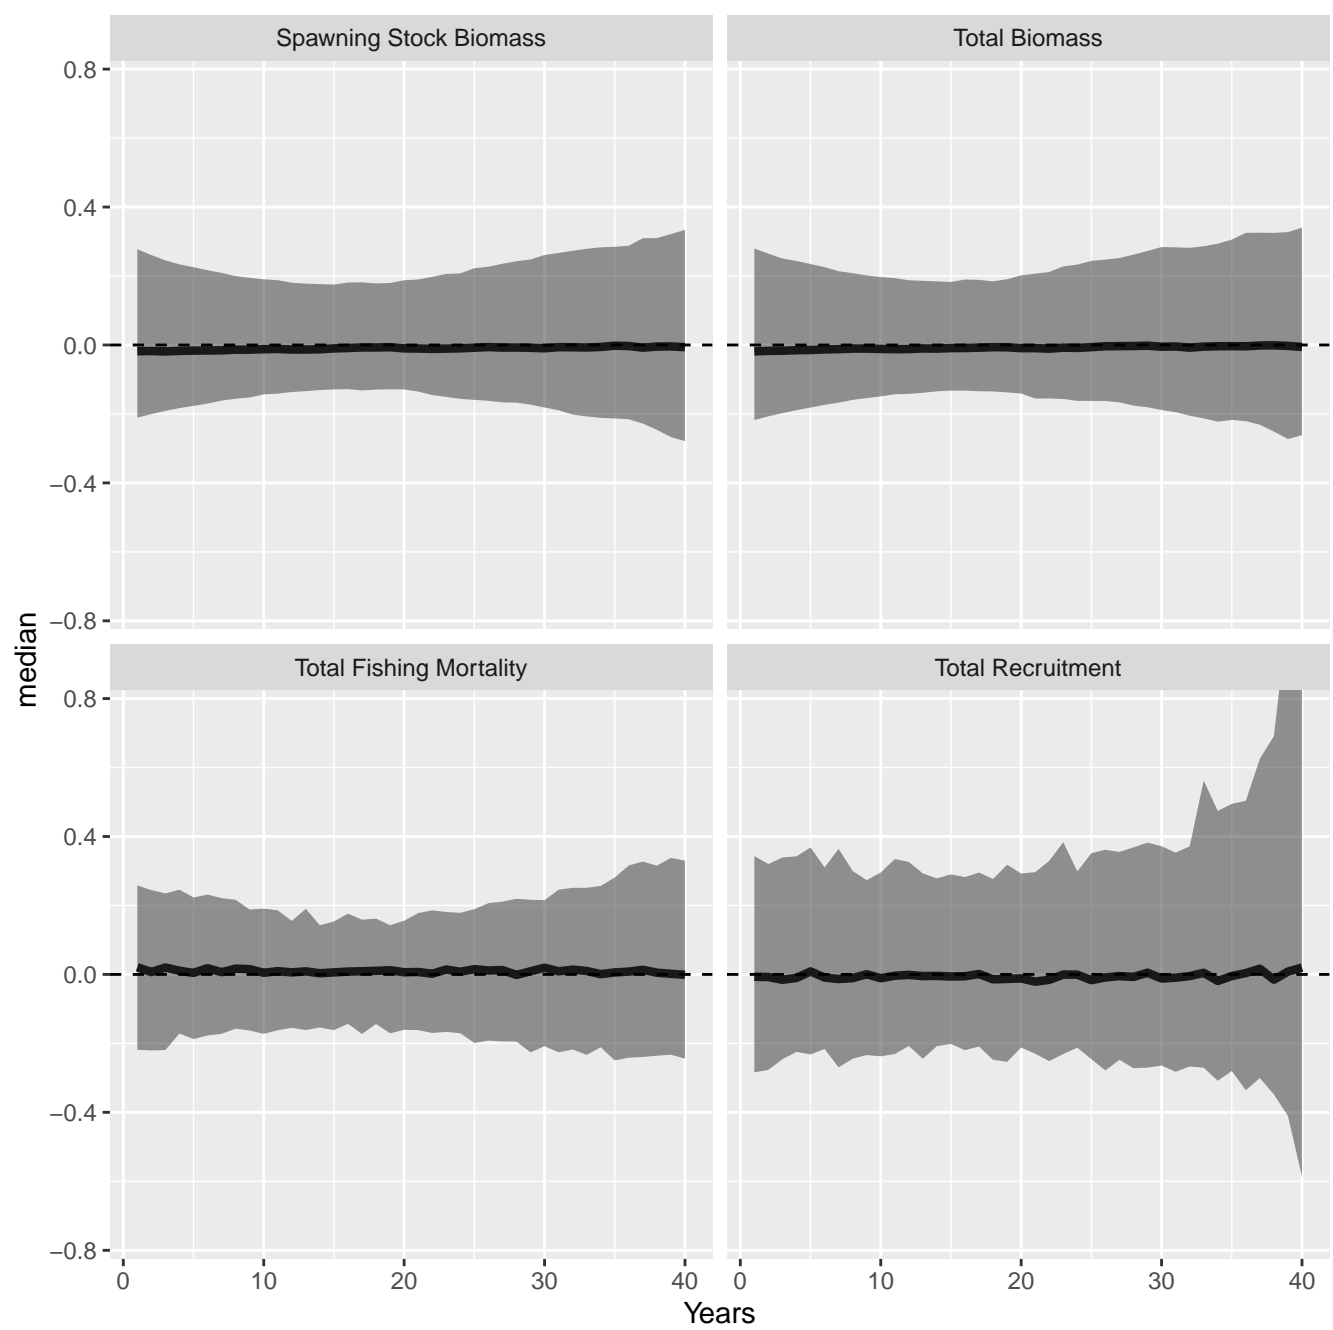 Spawning Stock Biomass
Total Biomass
0.8
0.4
0.0
−0.4
−0.8
median
Total Fishing Mortality
Total Recruitment
0.8
0.4
0.0
−0.4
−0.8
0 10 20 30 40
0 10 20 30 40
Years